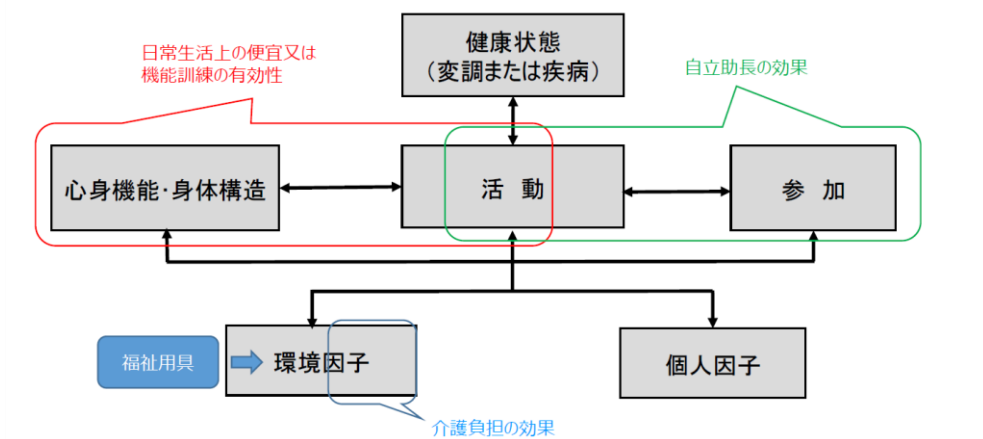 健康状態
（変調または疾病）
日常生活上の便宜又は
機能訓練の有効性
自立助長の効果
心身機能・身体構造
活　動
参　加
福祉用具
環境因子
個人因子
介護負担の効果